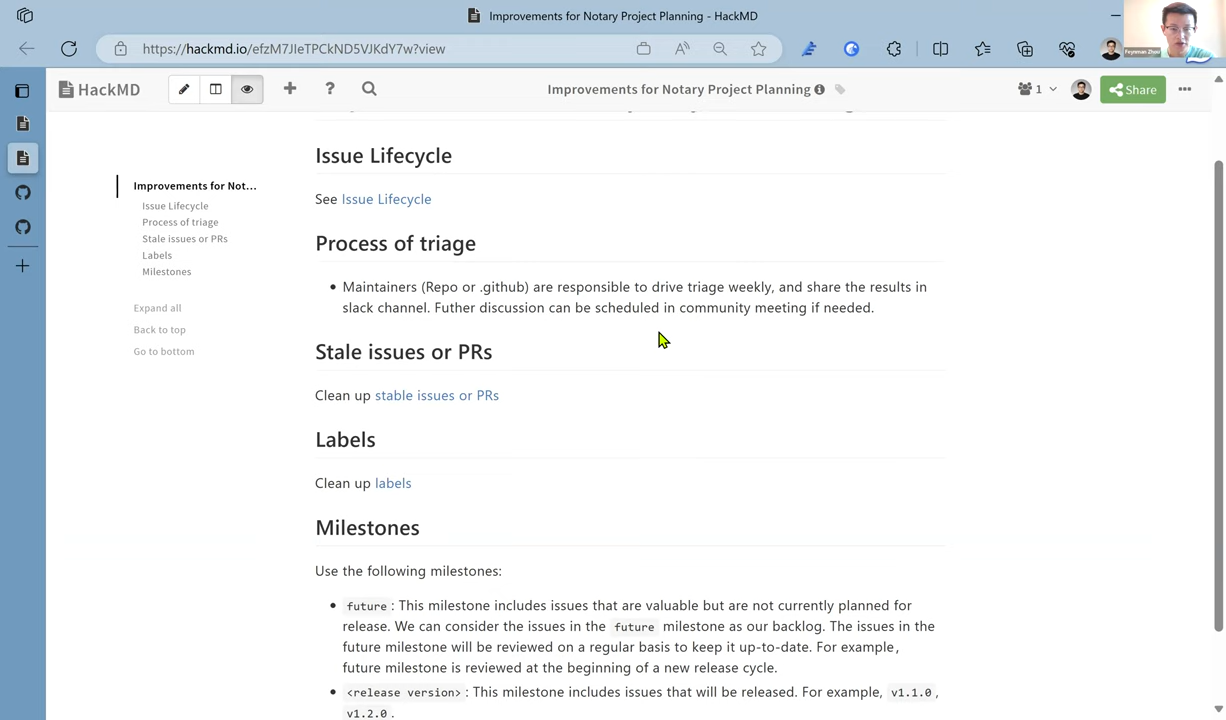 Improvements for Notary Project Planning - HackMD
https://hackmd.io/efzM7JIeTPCkND5VJKdY7w?view
Feynman Zhou
HackMD
Improvements for Notary Project Planning
1
Share
Improvements for Not...
Issue Lifecycle
Process of triage
Stale issues or PRs
Labels
Milestones
Expand all
Back to top
Go to bottom
Issue Lifecycle
See Issue Lifecycle
Process of triage
• Maintainers (Repo or .github) are responsible to drive triage weekly, and share the results in
slack channel. Futher discussion can be scheduled in community meeting if needed.
Stale issues or PRs
Clean up stable issues or PRs
Labels
Clean up labels
Milestones
Use the following milestones:
• future: This milestone includes issues that are valuable but are not currently planned for
release. We can consider the issues in the future milestone as our backlog. The issues in the
future milestone will be reviewed on a regular basis to keep it up-to-date. For example,
future milestone is reviewed at the beginning of a new release cycle.
• <release version>: This milestone includes issues that will be released. For example, v1.1.0,
v1.2.0.